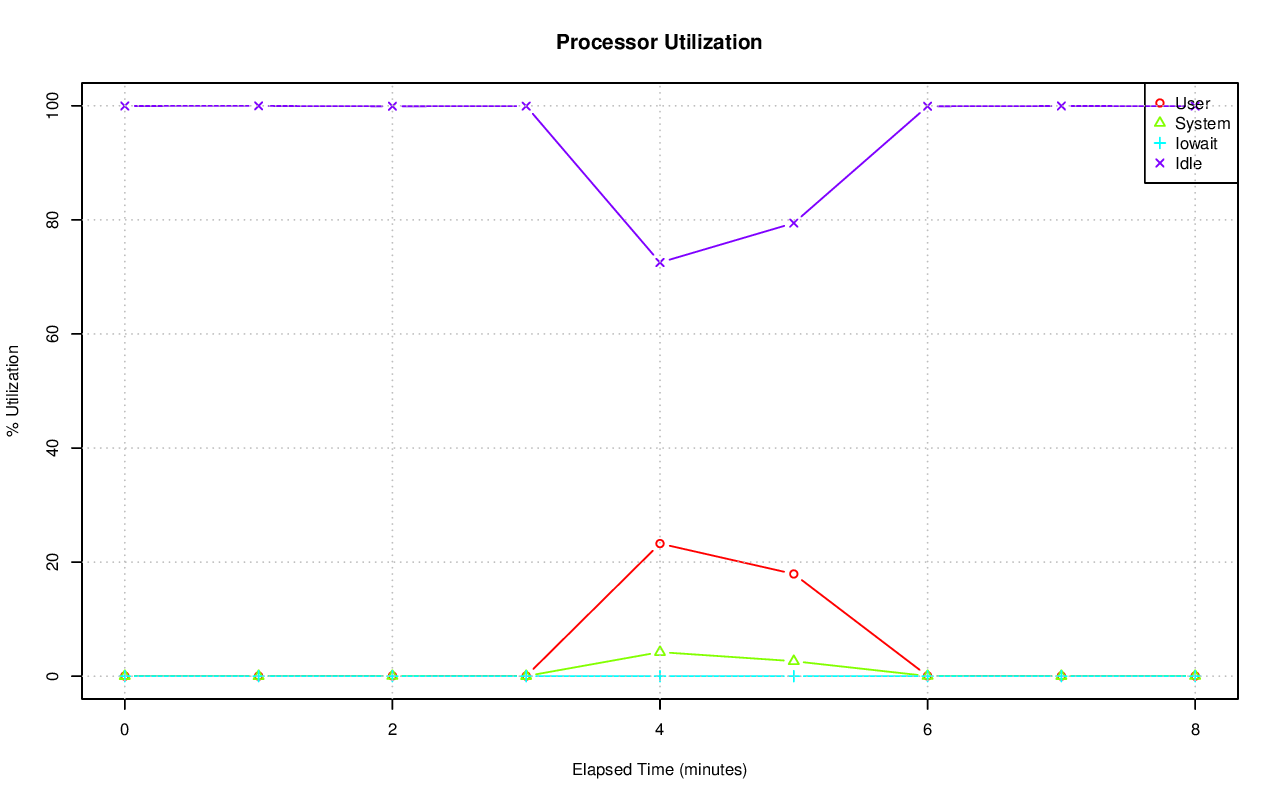 Processor Utilization
% Utilization
100
80
60
40
20
0
User
System
Iowait
Idle
0 2 4 6 8
Elapsed Time (minutes)